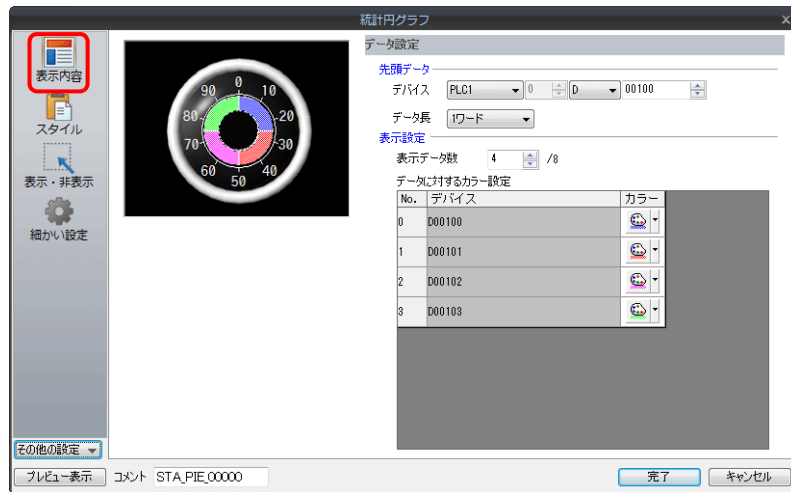 統計円グラフ
x
表示内容
スタイル
表示・非表示
細かい設定
その他の設定
0
10
20
30
40
50
60
70
80
90
データ設定
先頭データ
デバイス PLC1 0 D 00100
データ長 1ワード
表示設定
表示データ数 4 /8
データに対するカラー設定
No. デバイス カラー
0 D00100
1 D00101
2 D00102
3 D00103
プレビュー表示 コメント STA_PIE_00000 完了 キャンセル